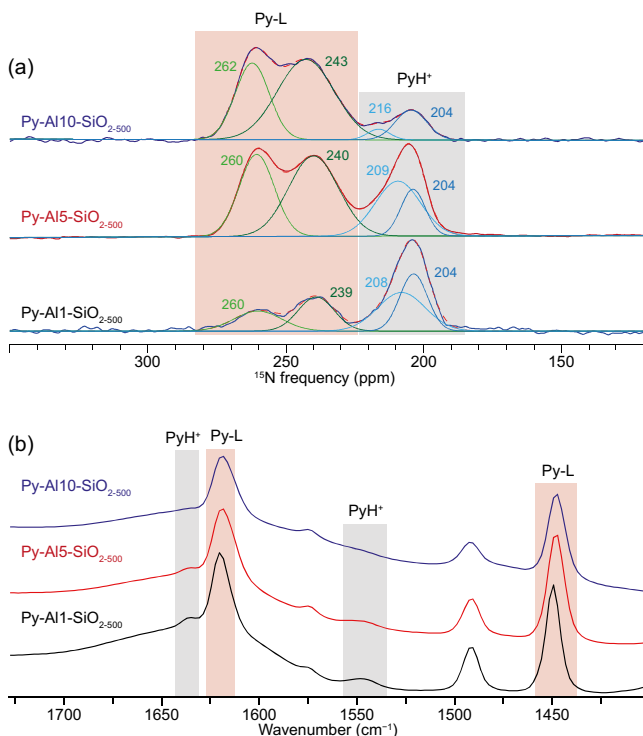 (a)
Py-L
PyH⁺
262
243
216
204
Py-Al10-SiO₂₋₅₀₀
260
240
209
204
Py-Al5-SiO₂₋₅₀₀
260
239
208
204
Py-Al1-SiO₂₋₅₀₀
300 250 200 150
¹⁵N frequency (ppm)
(b)
PyH⁺ Py-L
Py-L
PyH⁺
Py-Al10-SiO₂₋₅₀₀
Py-Al5-SiO₂₋₅₀₀
Py-Al1-SiO₂₋₅₀₀
1700 1650 1600 1550 1500 1450
Wavenumber (cm⁻¹)